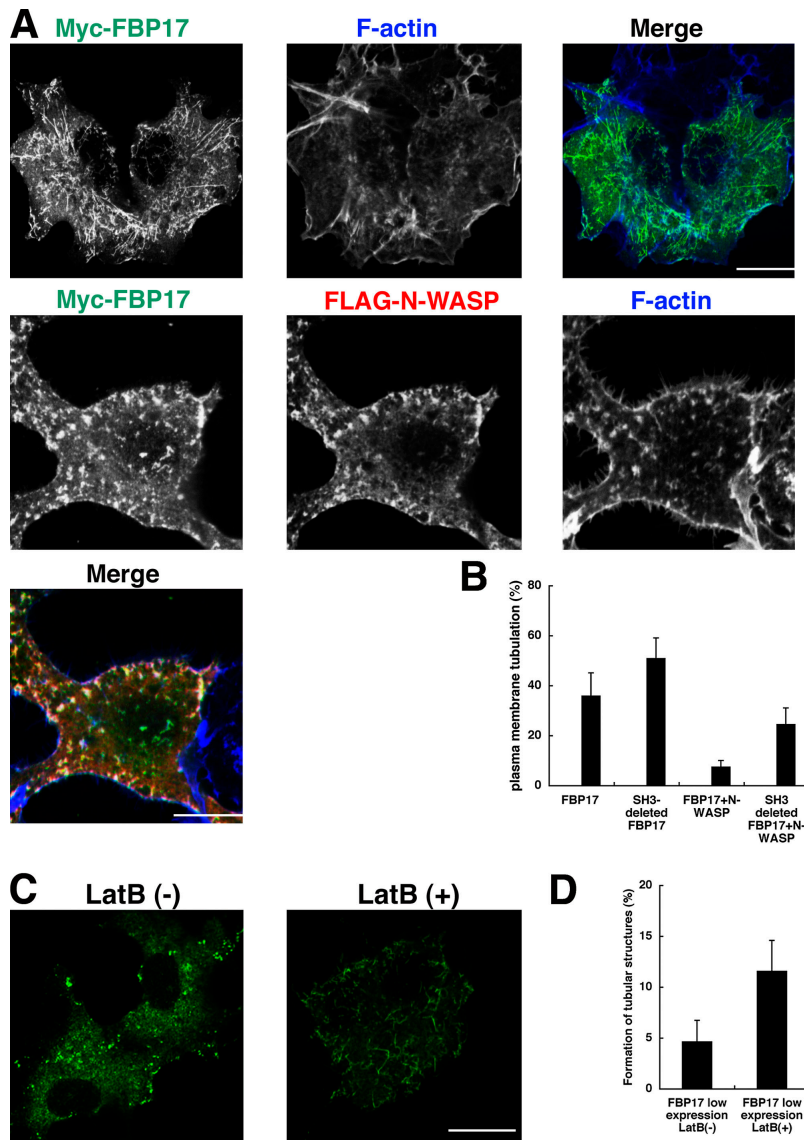 A
Myc-FBP17
F-actin
Merge
Myc-FBP17
FLAG-N-WASP
F-actin
Merge
B
plasma membrane tubulation (%)
80
60
40
20
0
FBP17
SH3-
deleted
FBP17
FBP17+N-
WASP
SH3
deleted
FBP17+N-
WASP
C
LatB (-)
LatB (+)
D
Formation of tubular structures (%)
20
15
10
5
0
FBP17 low
expression
LatB(-)
FBP17 low
expression
LatB(+)